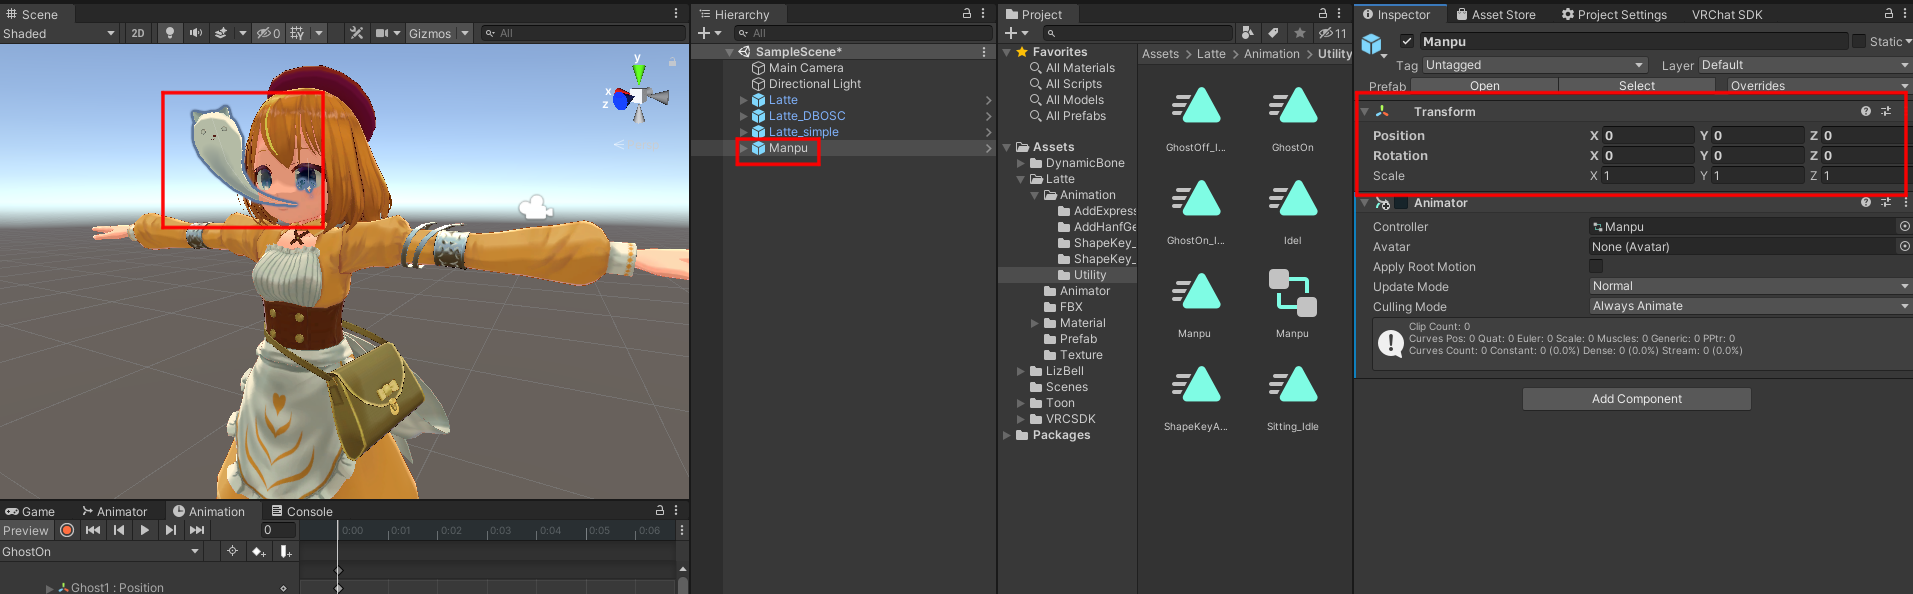 Scene
Shaded
2D
0
Gizmos
All
y
x
z
Game
Animator
Animation
Console
Preview
0
0:00
0:01
0:02
0:03
0:04
0:05
0:06
GhostOn
Ghost1 : Position
Hierarchy
All
SampleScene*
Main Camera
Directional Light
Latte
Latte_DBOSC
Latte_simple
Manpu
Project
11
Favorites
All Materials
All Scripts
All Models
All Prefabs
Assets
DynamicBone
Latte
Animation
AddExpress
AddHanfGe
ShapeKey_
ShapeKey_
Utility
Animator
FBX
Material
Prefab
Texture
LizBell
Scenes
Toon
VRCSDK
Packages
Assets > Latte > Animation > Utility
GhostOff_I...
GhostOn
GhostOn_I...
Idel
Manpu
Manpu
ShapeKeyA...
Sitting_Idle
Inspector
Asset Store
Project Settings
VRChat SDK
Manpu
Static
Tag Untagged
Layer Default
Prefab Open Select Overrides
Transform
Position X 0 Y 0 Z 0
Rotation X 0 Y 0 Z 0
Scale X 1 Y 1 Z 1
Animator
Controller Manpu
Avatar None (Avatar)
Apply Root Motion
Update Mode Normal
Culling Mode Always Animate
Clip Count: 0
Curves Pos: 0 Quat: 0 Euler: 0 Scale: 0 Muscles: 0 Generic: 0 PPtr: 0
Curves Count: 0 Constant: 0 (0.0%) Dense: 0 (0.0%) Stream: 0 (0.0%)
Add Component